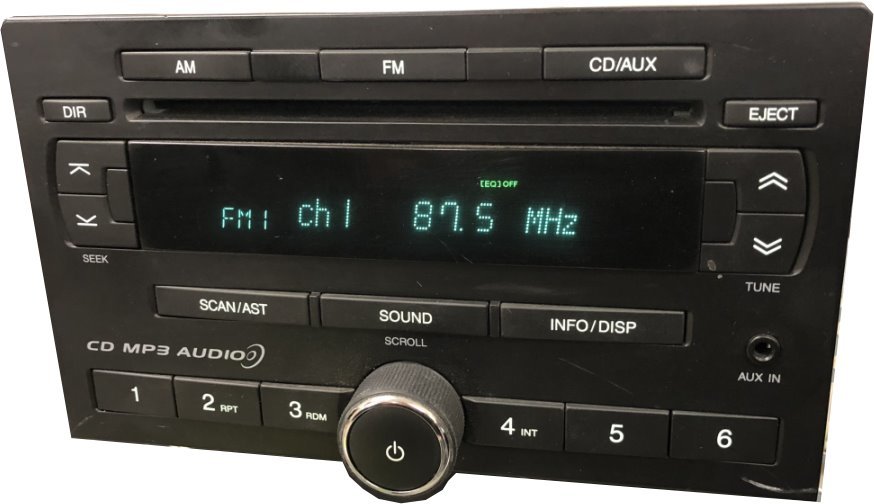 AM FM CD/AUX
DIR EJECT
[EQ] OFF
FM1 ch1 87.5 MHz
SEEK
TUNE
SCAN/AST SOUND INFO/DISP
SCROLL
CD MP3 AUDIO
AUX IN
1 2 RPT 3 RDM 4 INT 5 6